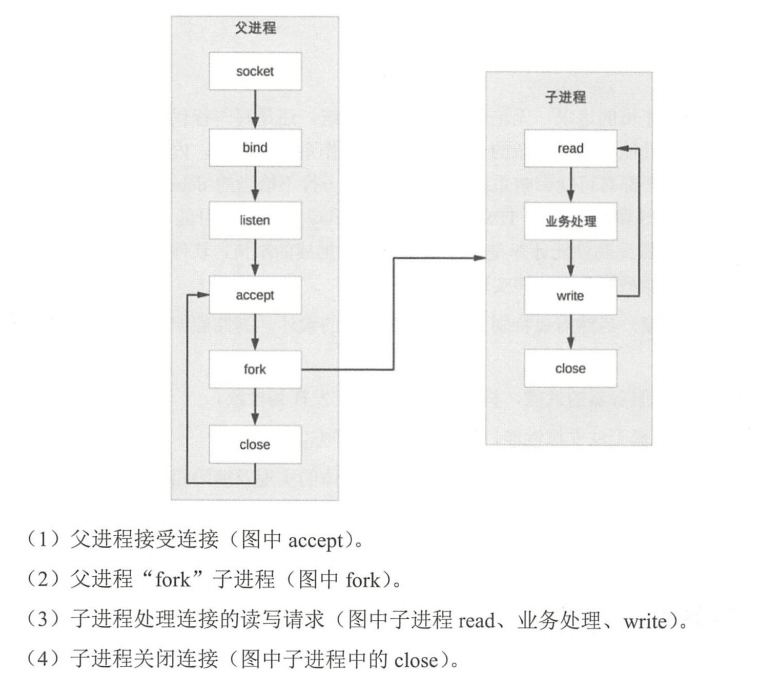 父进程
socket
bind
listen
accept
fork
close
子进程
read
业务处理
write
close
（1）父进程接受连接（图中 accept）。
（2）父进程“fork”子进程（图中 fork）。
（3）子进程处理连接的读写请求（图中子进程 read、业务处理、write）。
（4）子进程关闭连接（图中子进程中的 close）。